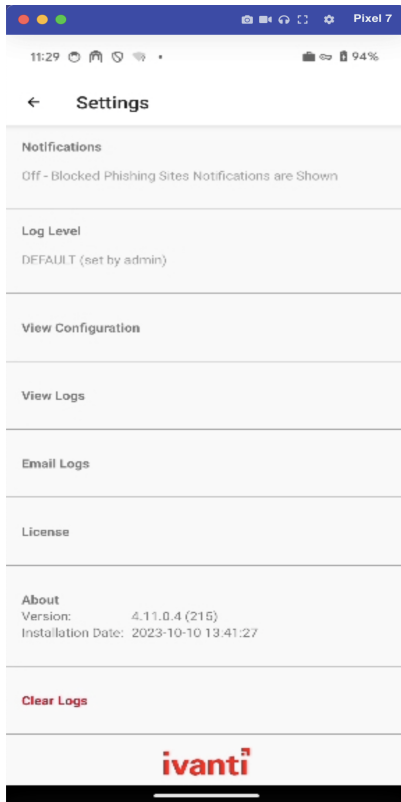 Pixel 7
11:29
94%
Settings
Notifications
Off - Blocked Phishing Sites Notifications are Shown
Log Level
DEFAULT (set by admin)
View Configuration
View Logs
Email Logs
License
About
Version: 4.11.0.4 (215)
Installation Date: 2023-10-10 13:41:27
Clear Logs
ivanti